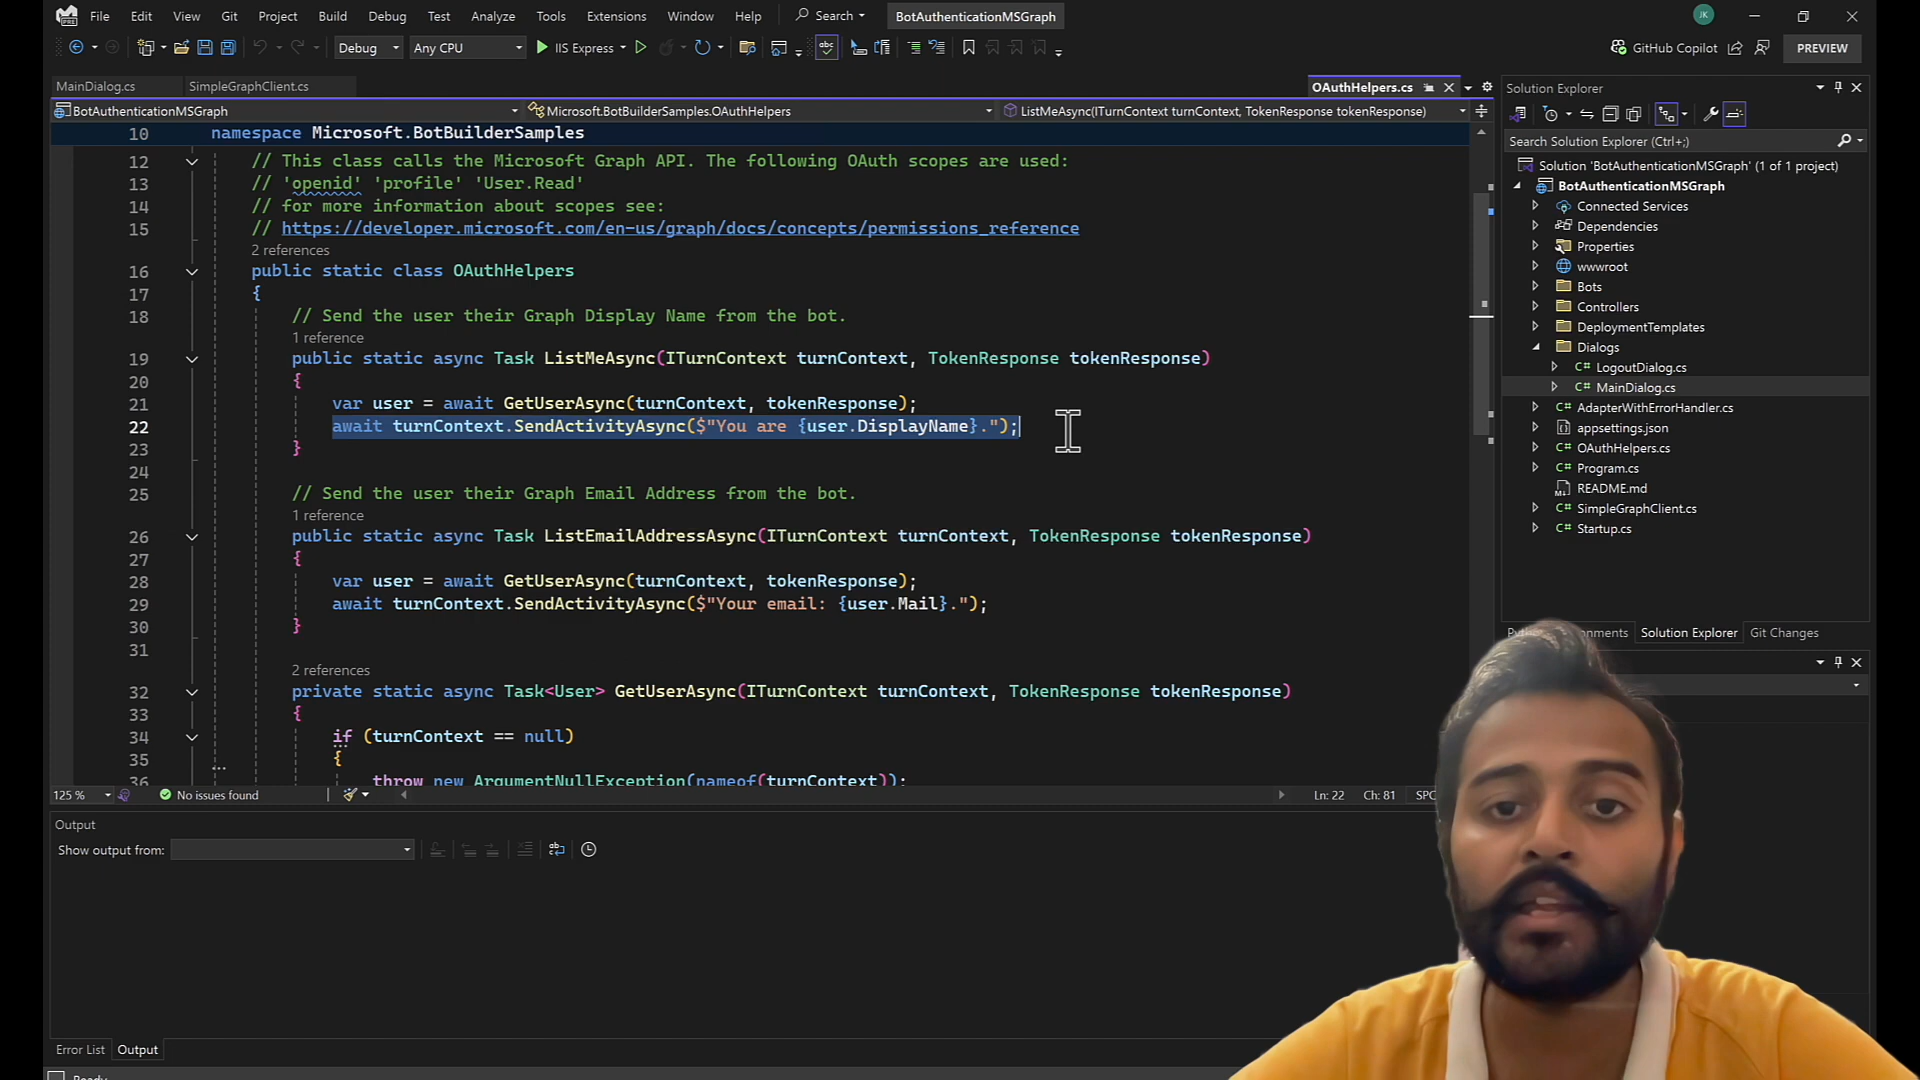 File Edit View Git Project Build Debug Test Analyze Tools Extensions Window Help Search BotAuthenticationMSGraph JK
Debug Any CPU IIS Express GitHub Copilot PREVIEW
MainDialog.cs SimpleGraphClient.cs OAuthHelpers.cs
BotAuthenticationMSGraph Microsoft.BotBuilderSamples.OAuthHelpers ListMeAsync(ITurnContext turnContext, TokenResponse tokenResponse)
10 namespace Microsoft.BotBuilderSamples
12 // This class calls the Microsoft Graph API. The following OAuth scopes are used:
13 // 'openid' 'profile' 'User.Read'
14 // for more information about scopes see:
15 // https://developer.microsoft.com/en-us/graph/docs/concepts/permissions_reference
2 references
16 public static class OAuthHelpers
17 {
18 // Send the user their Graph Display Name from the bot.
1 reference
19 public static async Task ListMeAsync(ITurnContext turnContext, TokenResponse tokenResponse)
20 {
21 var user = await GetUserAsync(turnContext, tokenResponse);
22 await turnContext.SendActivityAsync($"You are {user.DisplayName}.");
23 }
24
25 // Send the user their Graph Email Address from the bot.
1 reference
26 public static async Task ListEmailAddressAsync(ITurnContext turnContext, TokenResponse tokenResponse)
27 {
28 var user = await GetUserAsync(turnContext, tokenResponse);
29 await turnContext.SendActivityAsync($"Your email: {user.Mail}.");
30 }
31
2 references
32 private static async Task<User> GetUserAsync(ITurnContext turnContext, TokenResponse tokenResponse)
33 {
34 if (turnContext == null)
35 {
36 throw new ArgumentNullException(nameof(turnContext));
125 % No issues found Ln: 22 Ch: 81 SPC
Output
Show output from:
Error List Output
Ready
Solution Explorer
Search Solution Explorer (Ctrl+;)
Solution 'BotAuthenticationMSGraph' (1 of 1 project)
BotAuthenticationMSGraph
Connected Services
Dependencies
Properties
wwwroot
Bots
Controllers
DeploymentTemplates
Dialogs
C# LogoutDialog.cs
C# MainDialog.cs
C# AdapterWithErrorHandler.cs
appsettings.json
C# OAuthHelpers.cs
C# Program.cs
README.md
C# SimpleGraphClient.cs
C# Startup.cs
Solution Explorer Git Changes